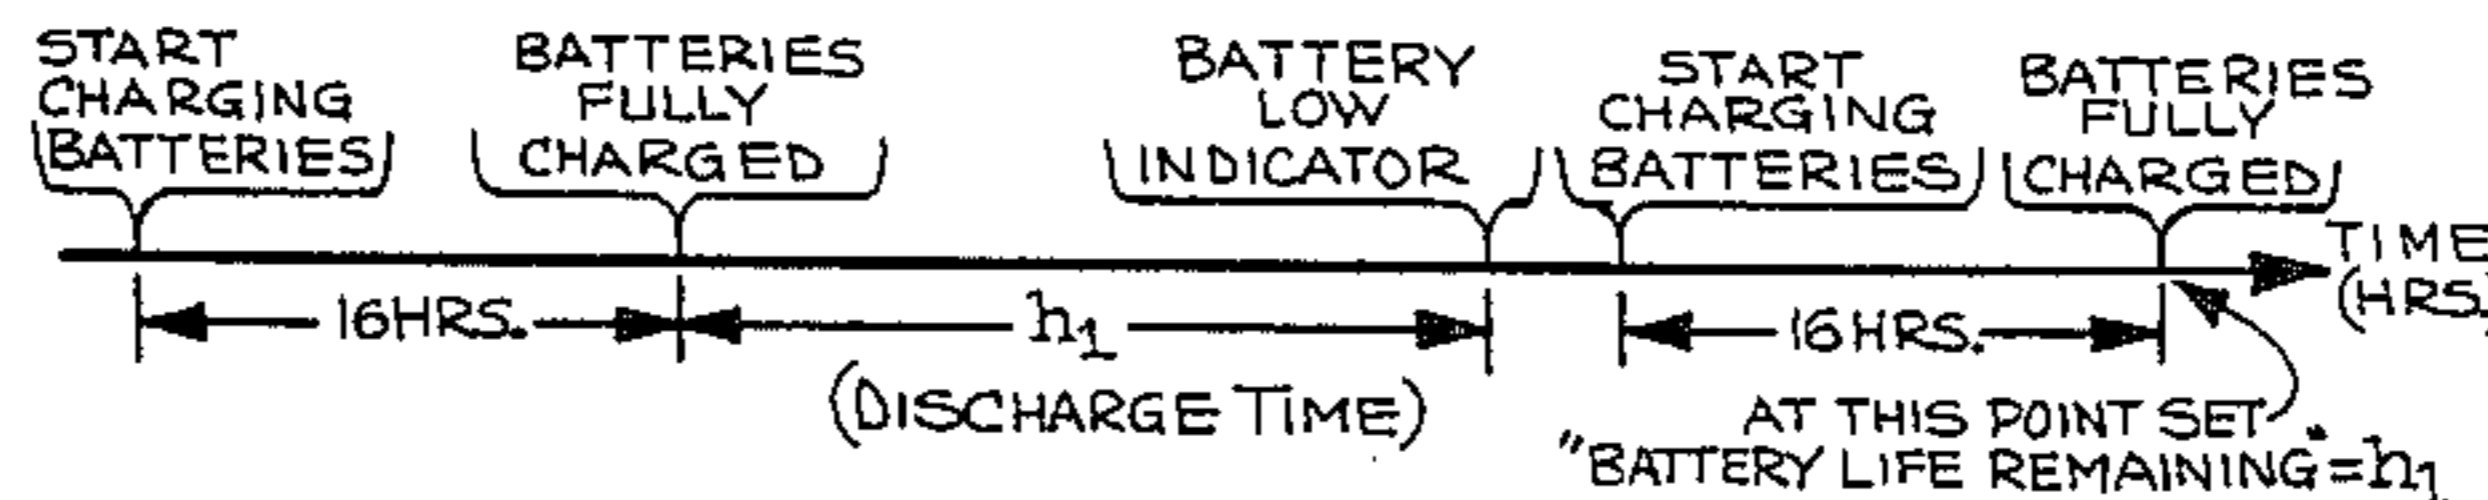 START
CHARGING
BATTERIES
BATTERIES
FULLY
CHARGED
BATTERY
LOW
INDICATOR
START
CHARGING
BATTERIES
BATTERIES
FULLY
CHARGED
TIME
(HRS.)
16HRS.
h1
(DISCHARGE TIME)
16HRS.
AT THIS POINT SET
"BATTERY LIFE REMAINING"=h1